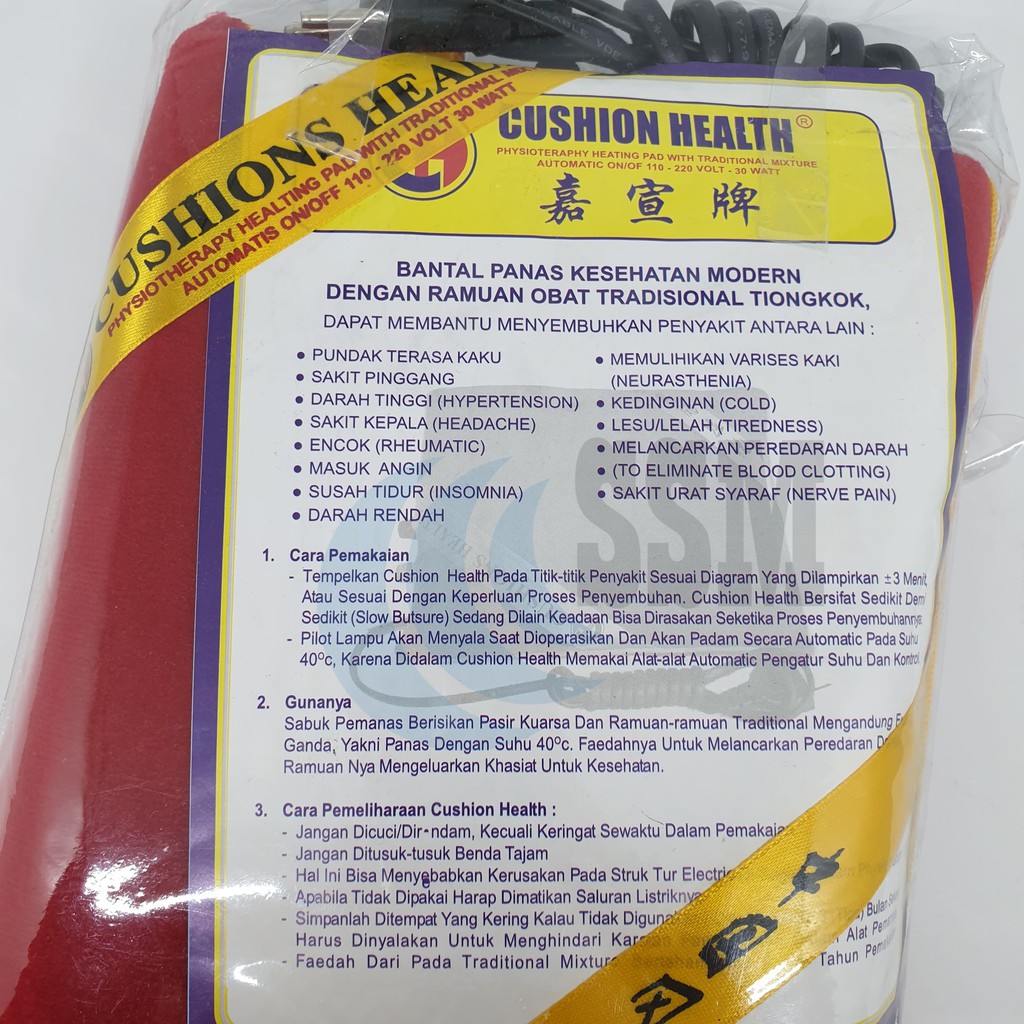 CUSHIONS HEAL
PHYSIOTHERAPY HEALTING PAD WITH TRADITIONAL
AUTOMATIS ON/OFF 110 - 220 VOLT 30 WATT
CUSHION HEALTH®
PHYSIOTERAPHY HEATING PAD WITH TRADITIONAL MIXTURE
AUTOMATIC ON/OF 110 - 220 VOLT - 30 WATT
嘉宣牌
BANTAL PANAS KESEHATAN MODERN
DENGAN RAMUAN OBAT TRADISIONAL TIONGKOK,
DAPAT MEMBANTU MENYEMBUHKAN PENYAKIT ANTARA LAIN :
• PUNDAK TERASA KAKU
• SAKIT PINGGANG
• DARAH TINGGI (HYPERTENSION)
• SAKIT KEPALA (HEADACHE)
• ENCOK (RHEUMATIC)
• MASUK ANGIN
• SUSAH TIDUR (INSOMNIA)
• DARAH RENDAH
• MEMULIHIKAN VARISES KAKI
(NEURASTHENIA)
• KEDINGINAN (COLD)
• LESU/LELAH (TIREDNESS)
• MELANCARKAN PEREDARAN DARAH
• (TO ELIMINATE BLOOD CLOTTING)
• SAKIT URAT SYARAF (NERVE PAIN)
SSM
1. Cara Pemakaian
- Tempelkan Cushion Health Pada Titik-titik Penyakit Sesuai Diagram Yang Dilampirkan ±3 Menit,
Atau Sesuai Dengan Keperluan Proses Penyembuhan. Cushion Health Bersifat Sedikit Demi
Sedikit (Slow Butsure) Sedang Dilain Keadaan Bisa Dirasakan Seketika Proses Penyembuhannya.
- Pilot Lampu Akan Menyala Saat Dioperasikan Dan Akan Padam Secara Automatic Pada Suhu
40ºc, Karena Didalam Cushion Health Memakai Alat-alat Automatic Pengatur Suhu Dan Kontrol.
2. Gunanya
Sabuk Pemanas Berisikan Pasir Kuarsa Dan Ramuan-ramuan Traditional Mengandung
Ganda, Yakni Panas Dengan Suhu 40ºc. Faedahnya Untuk Melancarkan Peredaran
Ramuan Nya Mengeluarkan Khasiat Untuk Kesehatan.
3. Cara Pemeliharaan Cushion Health :
- Jangan Dicuci/Direndam, Kecuali Keringat Sewaktu Dalam Pemakaia
- Jangan Ditusuk-tusuk Benda Tajam
- Hal Ini Bisa Menyebabkan Kerusakan Pada Struk Tur Electric
- Apabila Tidak Dipakai Harap Dimatikan Saluran Listriknya
- Simpanlah Ditempat Yang Kering Kalau Tidak Diguna Bulan
Harus Dinyalakan Untuk Menghindari Alat
- Faedah Dari Pada Traditional Mixture Tahun